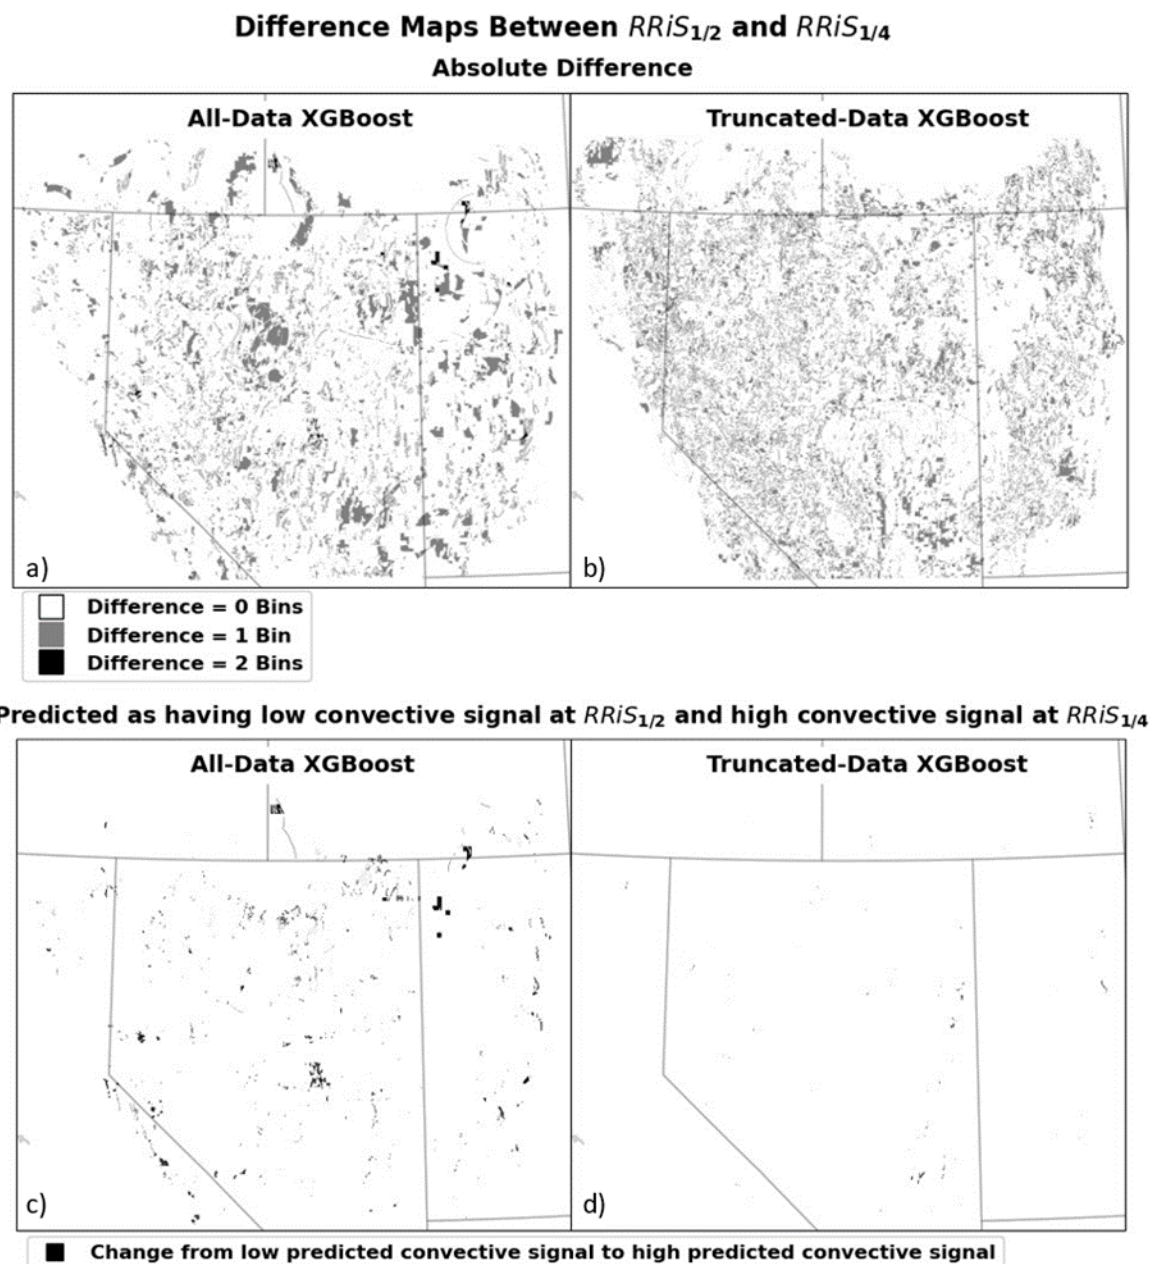 Difference Maps Between RRiS1/2 and RRiS1/4
Absolute Difference
All-Data XGBoost
Truncated-Data XGBoost
a)
b)
Difference = 0 Bins
Difference = 1 Bin
Difference = 2 Bins
Predicted as having low convective signal at RRiS1/2 and high convective signal at RRiS1/4
All-Data XGBoost
Truncated-Data XGBoost
c)
d)
Change from low predicted convective signal to high predicted convective signal